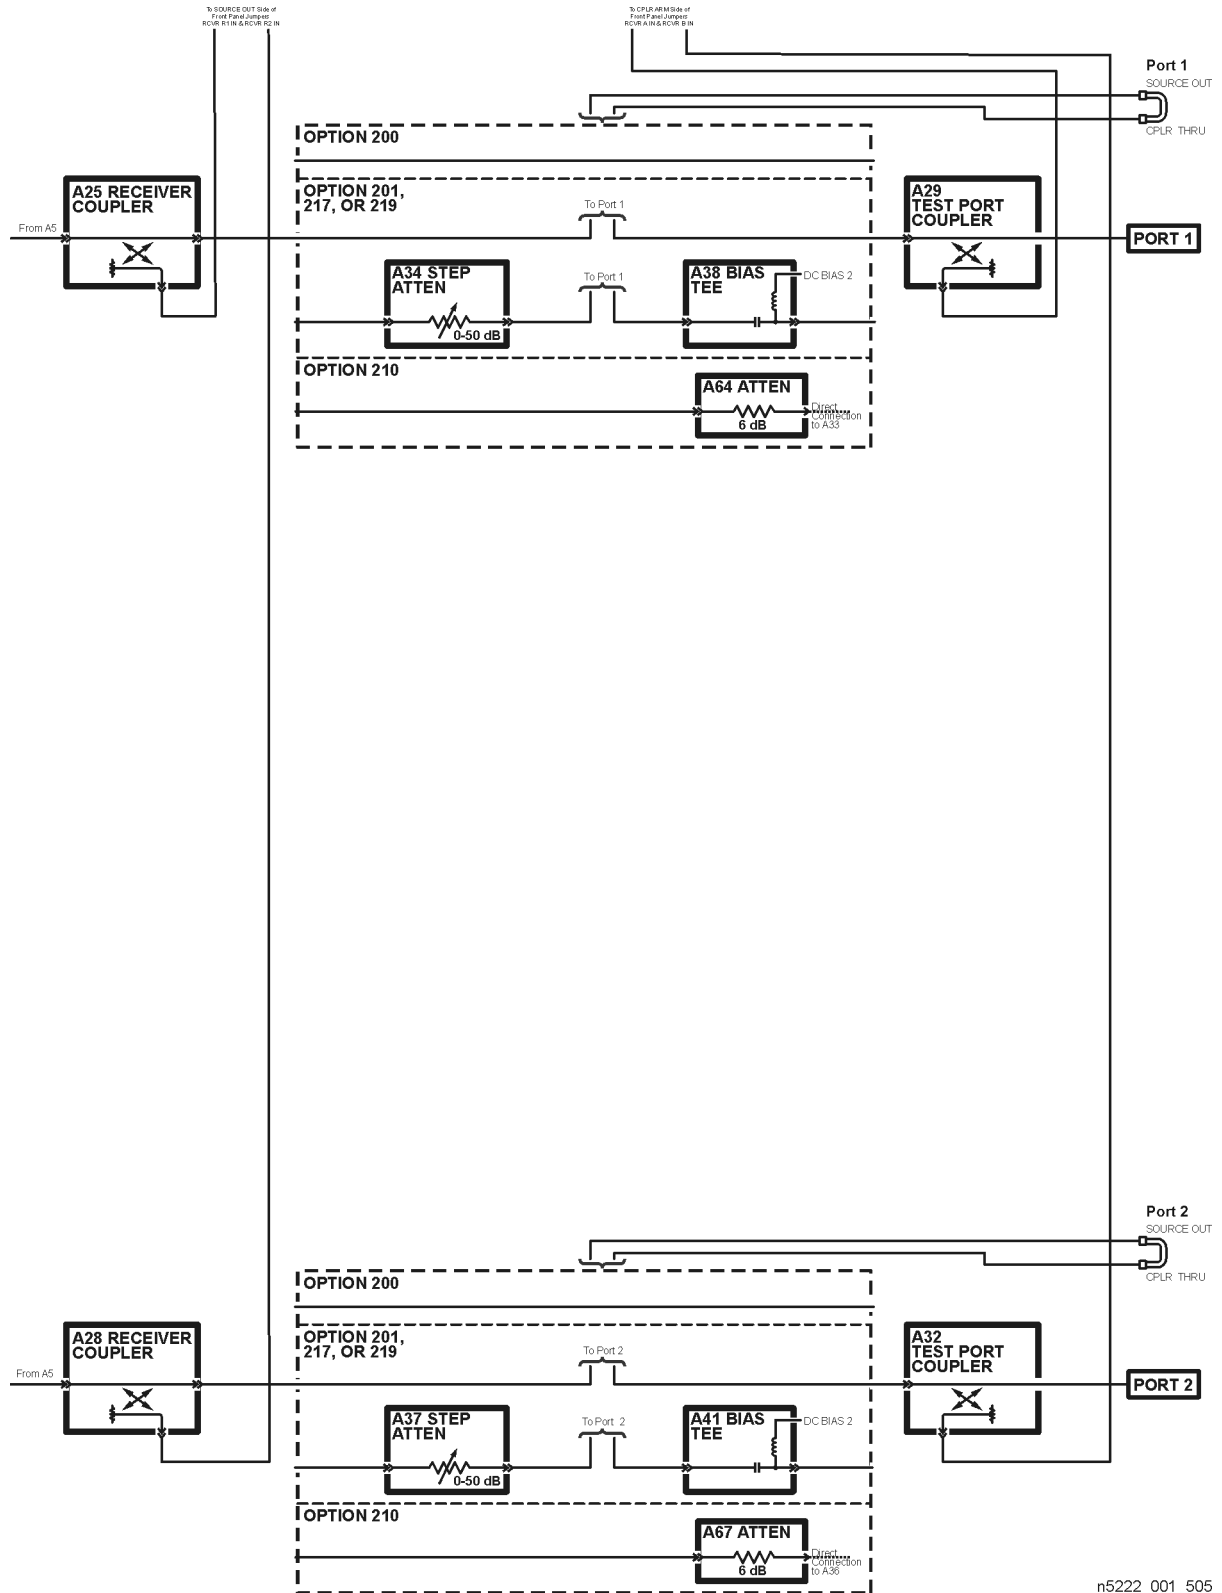 To SOURCE OUT Side of
Front Panel Jumpers
RCVR R1 IN & RCVR R2 IN
To CPLR ARM Side of
Front Panel Jumpers
RCVR A IN & RCVR B IN
Port 1
SOURCE OUT
CPLR THRU
OPTION 200
A25 RECEIVER
COUPLER
OPTION 201,
217, OR 219
To Port 1
A29
TEST PORT
COUPLER
From A5
PORT 1
A34 STEP
ATTEN
0-50 dB
To Port 1
A38 BIAS
TEE
DC BIAS 2
OPTION 210
A64 ATTEN
6 dB
Direct
Connection
to A33
Port 2
SOURCE OUT
CPLR THRU
OPTION 200
A28 RECEIVER
COUPLER
OPTION 201,
217, OR 219
To Port 2
A32
TEST PORT
COUPLER
From A5
PORT 2
A37 STEP
ATTEN
0-50 dB
To Port 2
A41 BIAS
TEE
DC BIAS 2
OPTION 210
A67 ATTEN
6 dB
Direct
Connection
to A36
n5222_001_505